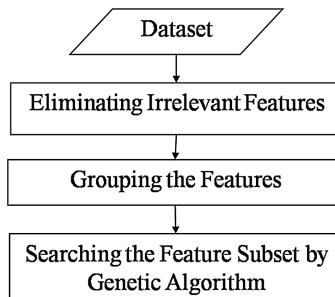 Dataset
Eliminating Irrelevant Features
Grouping the Features
Searching the Feature Subset by
Genetic Algorithm